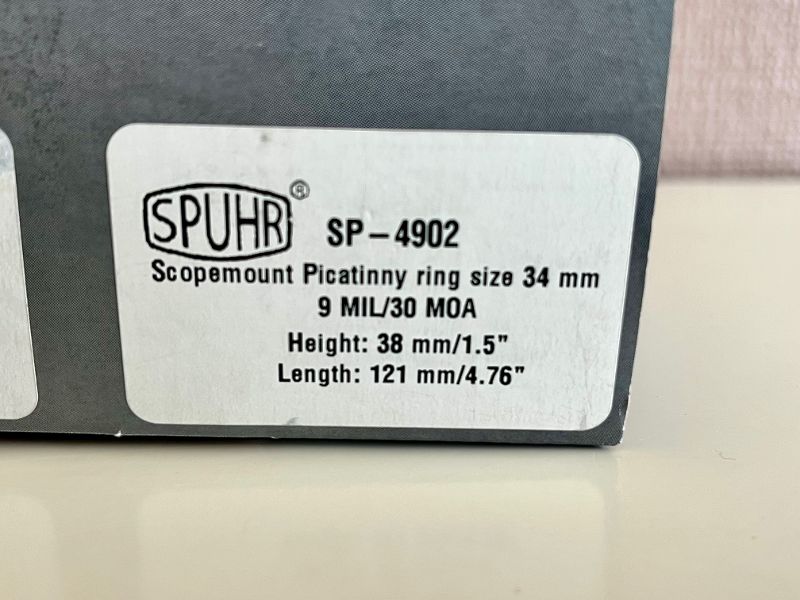 SPUHR® SP-4902
Scopemount Picatinny ring size 34 mm
9 MIL/30 MOA
Height: 38 mm/1.5"
Length: 121 mm/4.76"